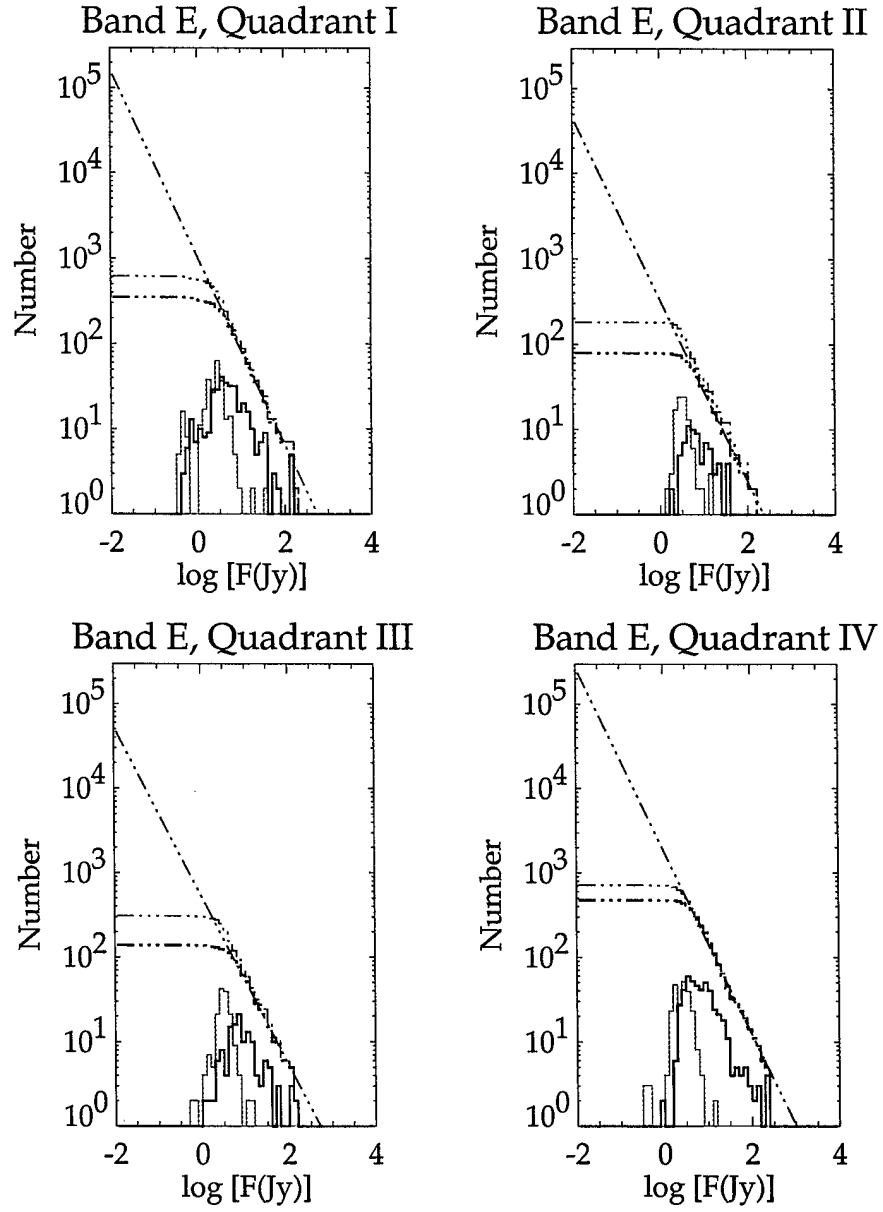 Band E, Quadrant I
10^5
10^4
10^3
10^2
10^1
10^0
Number
-2 0 2 4
log [F(Jy)]
Band E, Quadrant II
10^5
10^4
10^3
10^2
10^1
10^0
Number
-2 0 2 4
log [F(Jy)]
Band E, Quadrant III
10^5
10^4
10^3
10^2
10^1
10^0
Number
-2 0 2 4
log [F(Jy)]
Band E, Quadrant IV
10^5
10^4
10^3
10^2
10^1
10^0
Number
-2 0 2 4
log [F(Jy)]